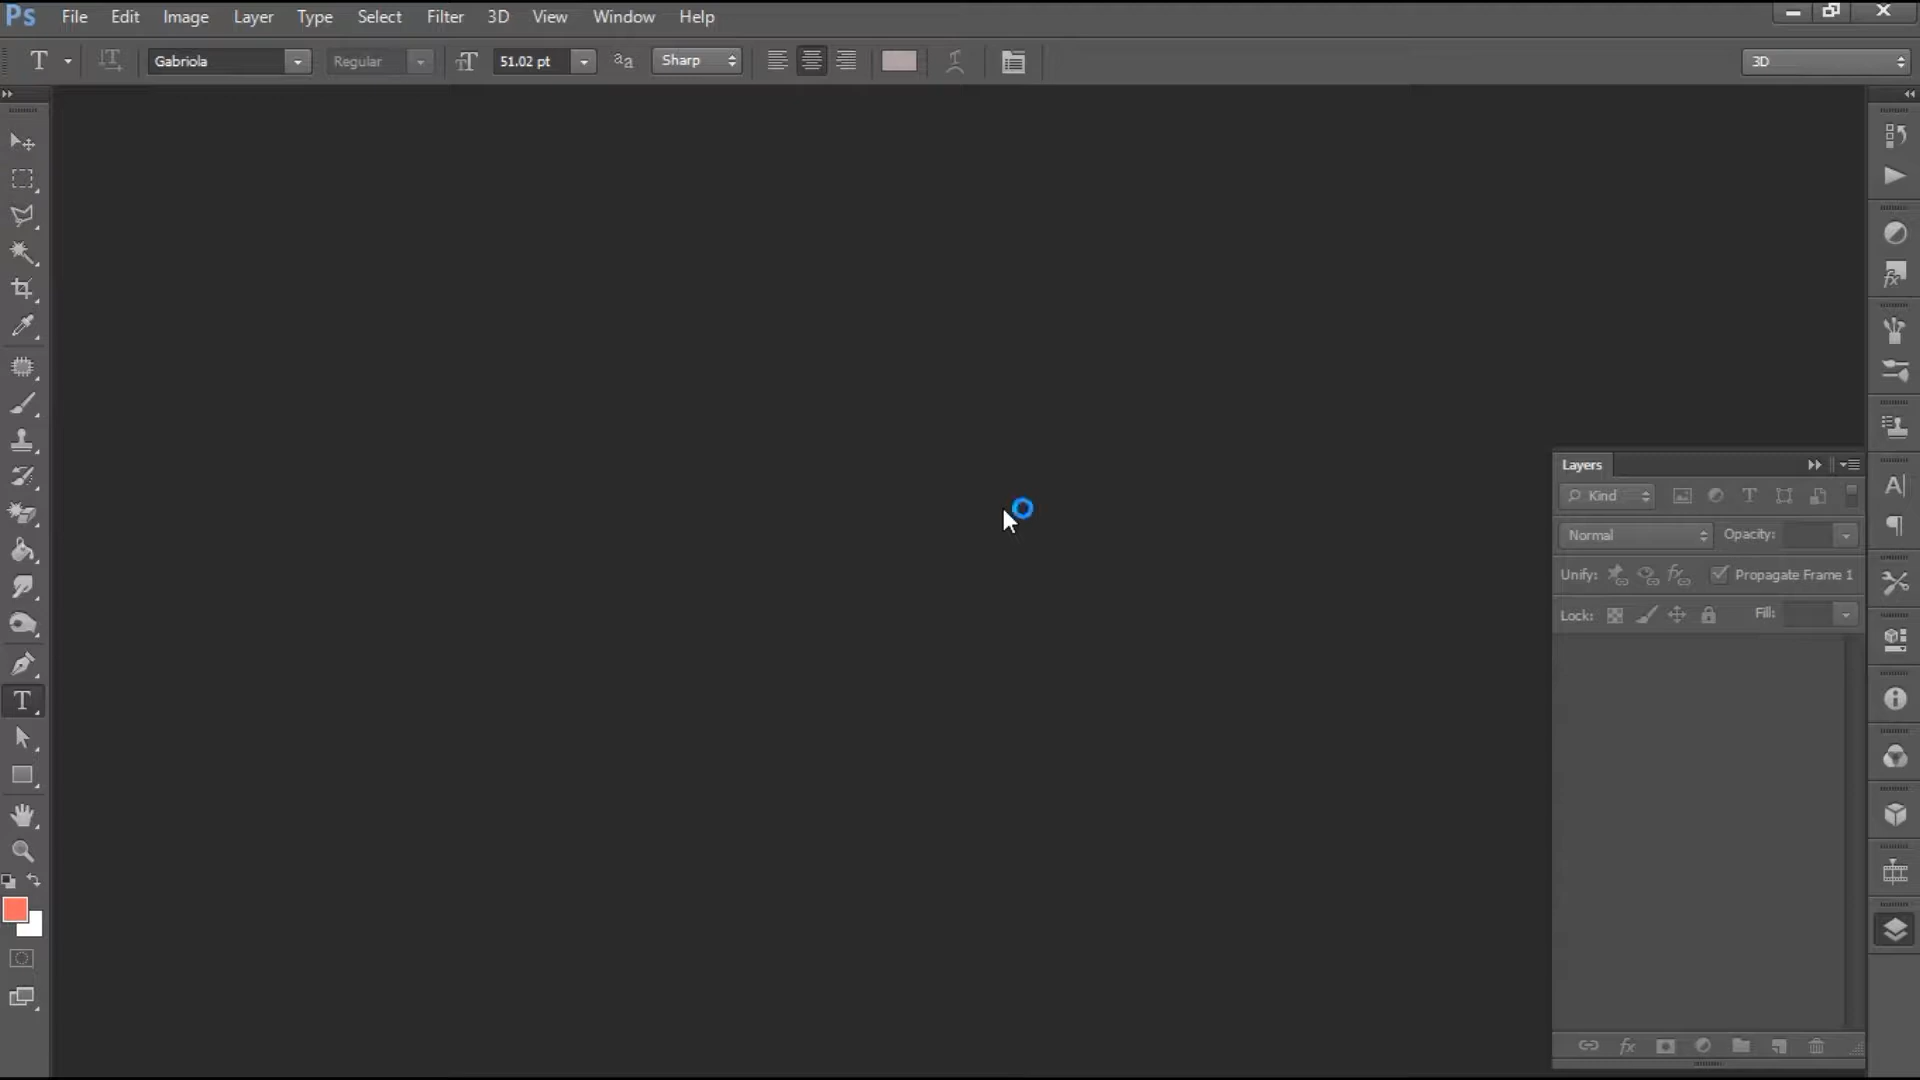 Ps File Edit Image Layer Type Select Filter 3D View Window Help
T Gabriola Regular 51.02 pt aa Sharp 3D
Layers
Kind
Normal Opacity:
Unify: Propagate Frame 1
Lock: Fill: